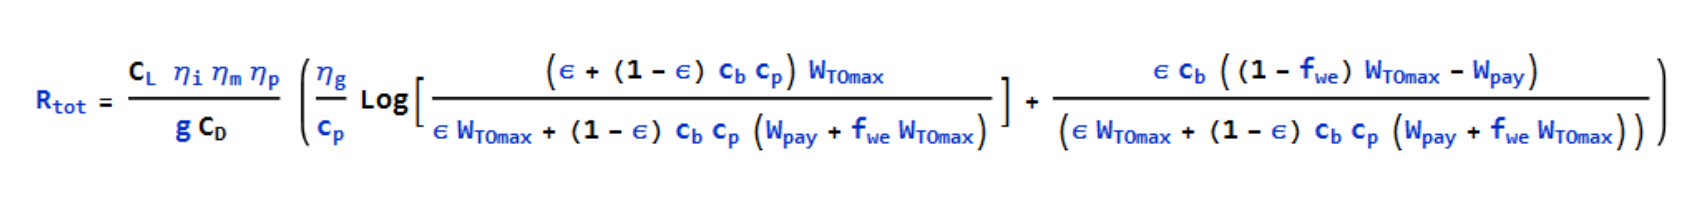 R_tot = (C_L η_i η_m η_p)/(g C_D) (η_g/c_p Log[((ϵ + (1 - ϵ) c_b c_p) W_TOmax)/(ϵ W_TOmax + (1 - ϵ) c_b c_p (W_pay + f_we W_TOmax))] + (ϵ c_b ((1 - f_we) W_TOmax - W_pay))/((ϵ W_TOmax + (1 - ϵ) c_b c_p (W_pay + f_we W_TOmax))))